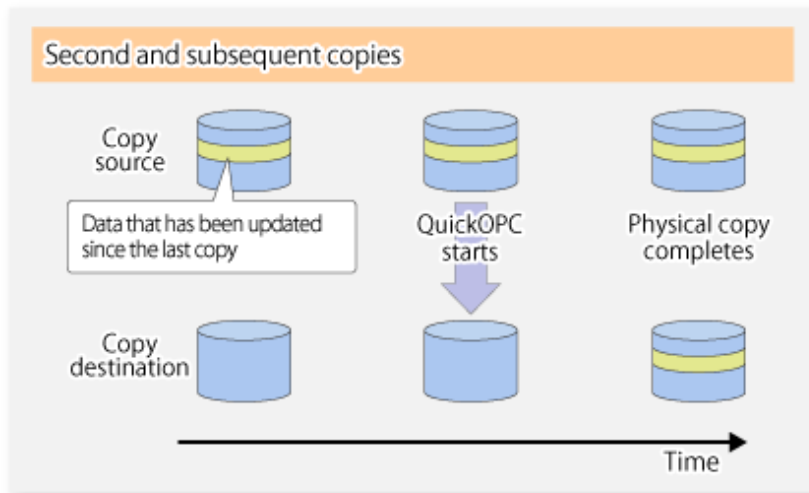 Second and subsequent copies
Copy
source
Data that has been updated
since the last copy
QuickOPC
starts
Physical copy
completes
Copy
destination
Time